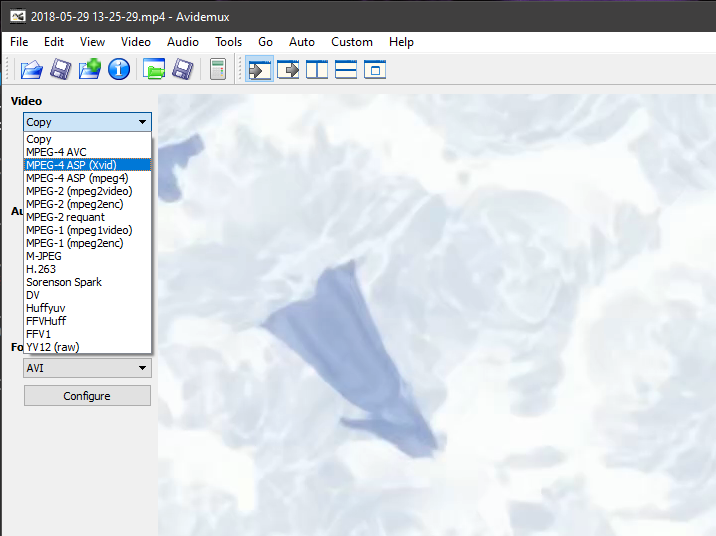 2018-05-29 13-25-29.mp4 - Avidemux
File Edit View Video Audio Tools Go Auto Custom Help
Video
Copy
Copy
MPEG-4 AVC
MPEG-4 ASP (Xvid)
MPEG-4 ASP (mpeg4)
MPEG-2 (mpeg2video)
MPEG-2 (mpeg2enc)
MPEG-2 requant
MPEG-1 (mpeg1video)
MPEG-1 (mpeg2enc)
M-JPEG
H.263
Sorenson Spark
DV
Huffyuv
FFVHuff
FFV1
YV12 (raw)
AVI
Configure